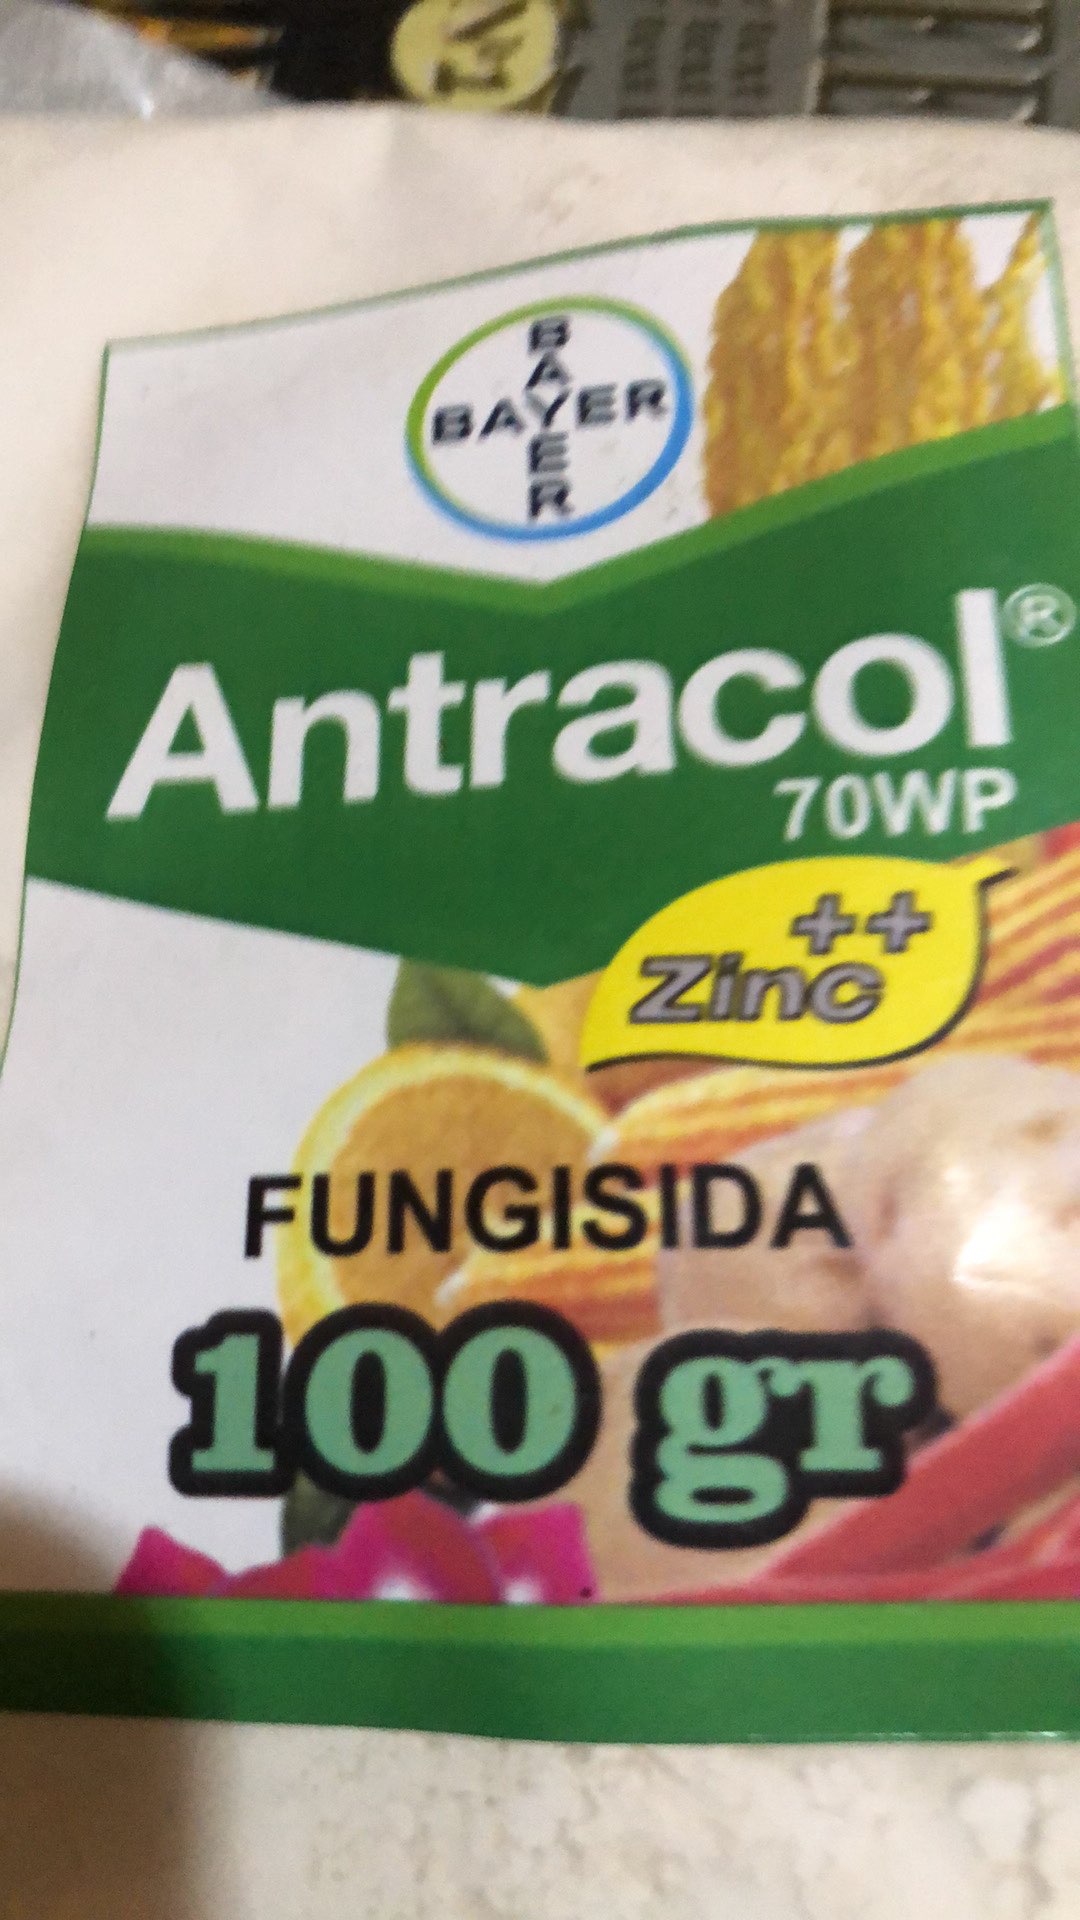 BAYER
BAYER
Antracol®
70WP
Zinc++
FUNGISIDA
100 gr